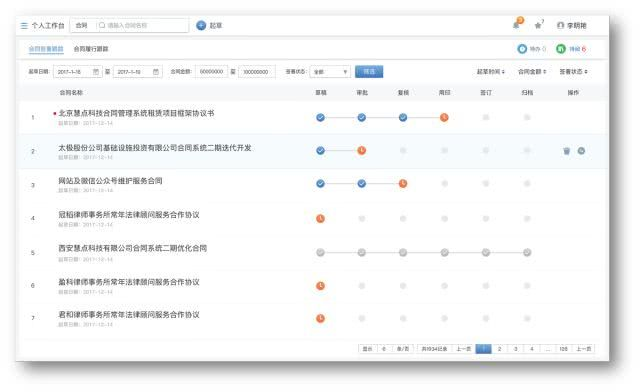 个人工作台 合同 请输入合同名称 起草 李明艳
合同签署跟踪 合同履行跟踪 待办 0 待阅 6
起草日期: 2017-1-16 至 2017-1-19 合同金额: 50000000 至 100000000 签署状态: 全部 筛选 起草时间 合同金额 签署状态
合同名称 草稿 审批 复核 用印 签订 归档 操作
1 北京慧点科技合同管理系统租赁项目框架协议书
起草日期: 2017-12-14
2 太极股份公司基础设施投资有限公司合同系统二期迭代开发
起草日期: 2017-12-14
3 网站及微信公众号维护服务合同
起草日期: 2017-12-14
4 冠韬律师事务所常年法律顾问服务合作协议
起草日期: 2017-12-14
5 西安慧点科技有限公司合同系统二期优化合同
起草日期: 2017-12-14
6 盈科律师事务所常年法律顾问服务合作协议
起草日期: 2017-12-14
7 君和律师事务所常年法律顾问服务合作协议
起草日期: 2017-12-14
显示 6 条/页 共1934记录 上一页 1 2 3 4 ... 128 上一页